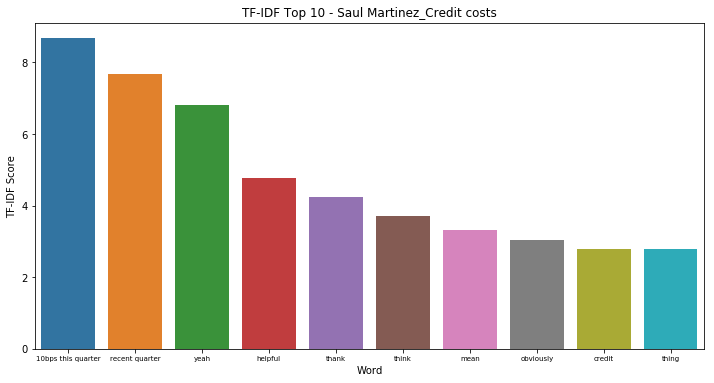 TF-IDF Top 10 - Saul Martinez_Credit costs
TF-IDF Score
8
6
4
2
0
10bps this quarter recent quarter yeah helpful thank think mean obviously credit thing
Word